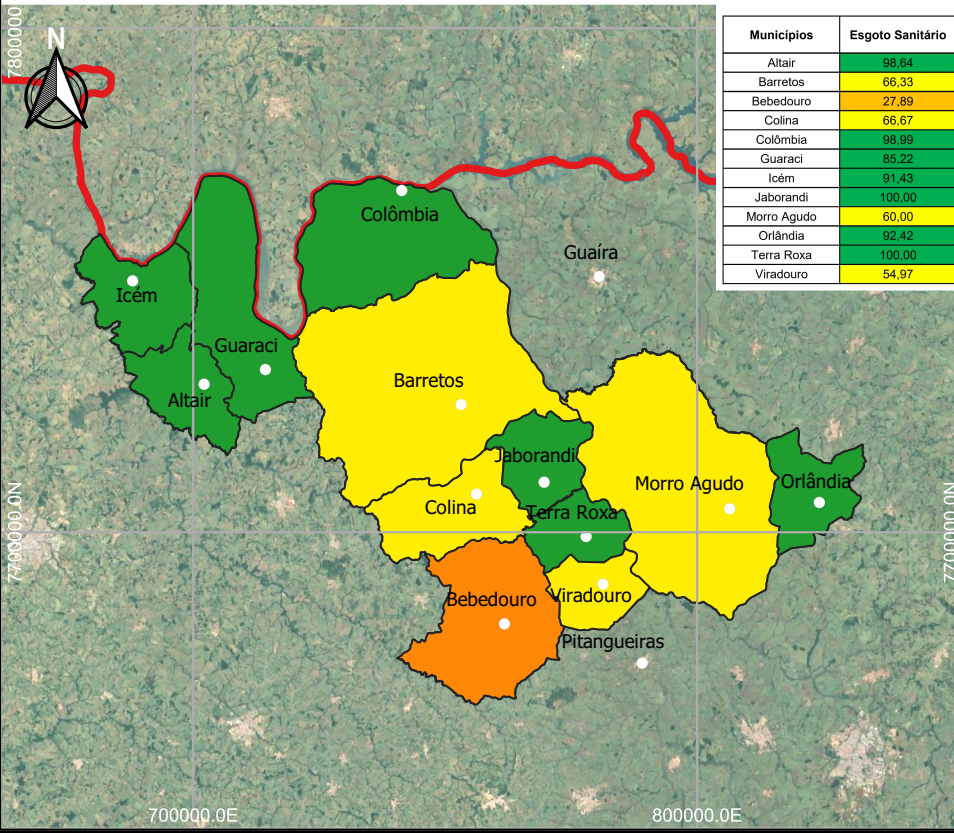 7800000
N
Municípios Esgoto Sanitário
Altair 98,64
Barretos 66,33
Bebedouro 27,89
Colina 66,67
Colômbia 98,99
Guaraci 85,22
Icém 91,43
Jaborandi 100,00
Morro Agudo 60,00
Orlândia 92,42
Terra Roxa 100,00
Viradouro 54,97
Colômbia
Guaíra
Icém
Guaraci
Barretos
Altair
Jaborandi
Orlândia
Morro Agudo
Colina
Terra Roxa
7700000.0N
7700000.0N
Viradouro
Bebedouro
Pitangueiras
700000.0E
800000.0E